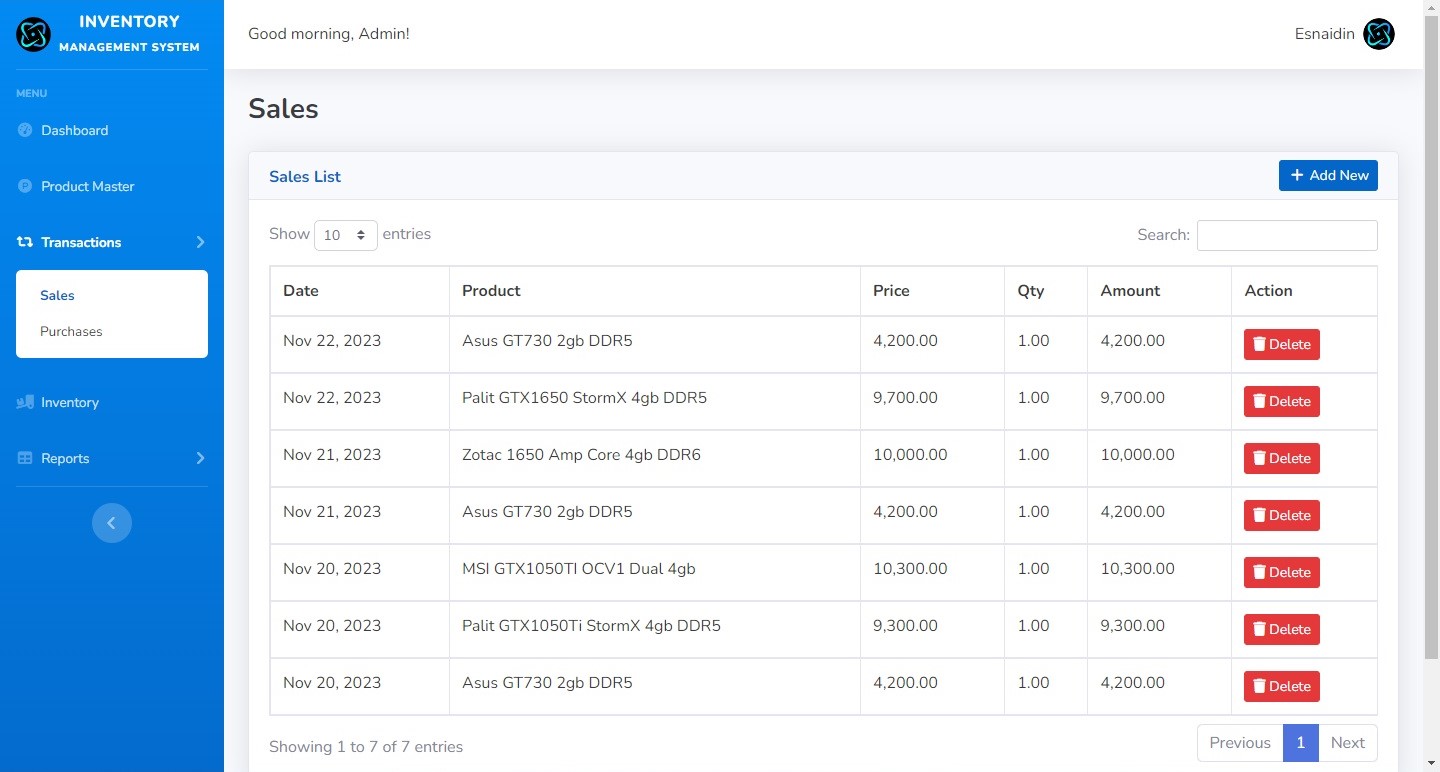 INVENTORY
MANAGEMENT SYSTEM
MENU
Dashboard
Product Master
Transactions
Sales
Purchases
Inventory
Reports
Good morning, Admin!
Esnaidin
Sales
Sales List
Add New
Show 10 entries
Search:
Date Product Price Qty Amount Action
Nov 22, 2023 Asus GT730 2gb DDR5 4,200.00 1.00 4,200.00 Delete
Nov 22, 2023 Palit GTX1650 StormX 4gb DDR5 9,700.00 1.00 9,700.00 Delete
Nov 21, 2023 Zotac 1650 Amp Core 4gb DDR6 10,000.00 1.00 10,000.00 Delete
Nov 21, 2023 Asus GT730 2gb DDR5 4,200.00 1.00 4,200.00 Delete
Nov 20, 2023 MSI GTX1050TI OCV1 Dual 4gb 10,300.00 1.00 10,300.00 Delete
Nov 20, 2023 Palit GTX1050Ti StormX 4gb DDR5 9,300.00 1.00 9,300.00 Delete
Nov 20, 2023 Asus GT730 2gb DDR5 4,200.00 1.00 4,200.00 Delete
Showing 1 to 7 of 7 entries
Previous 1 Next